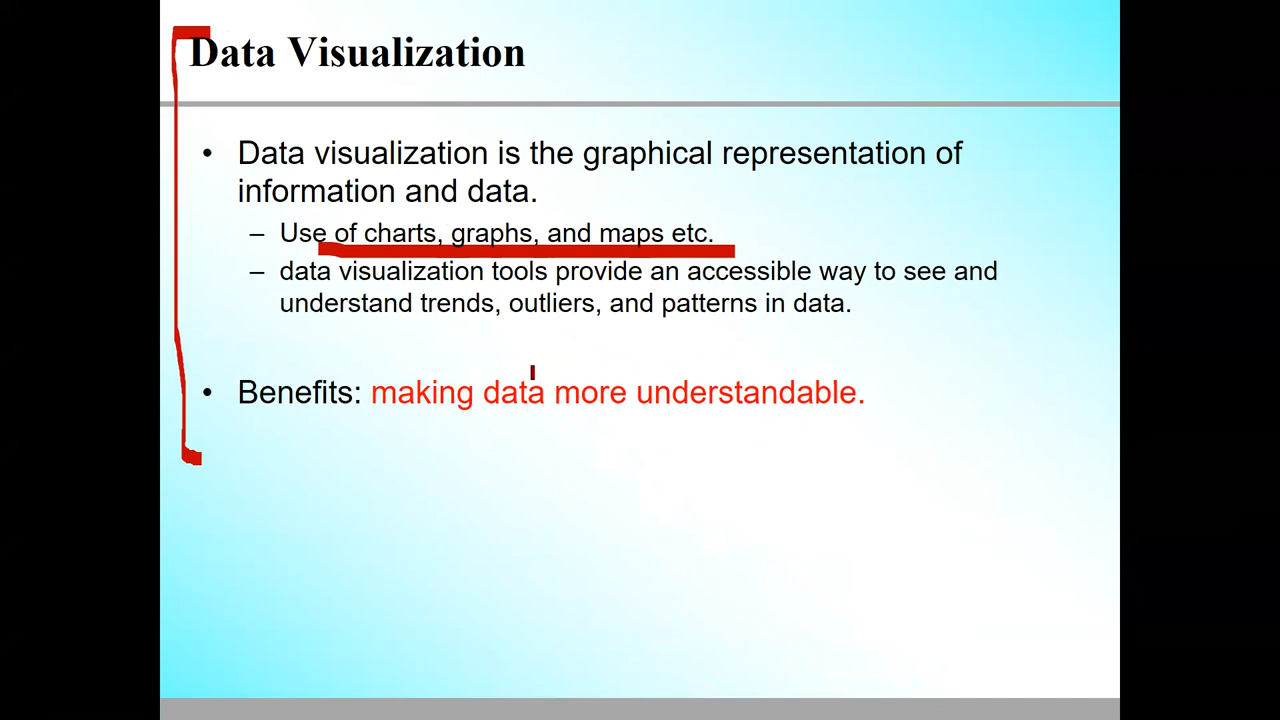 Data Visualization
• Data visualization is the graphical representation of
information and data.
– Use of charts, graphs, and maps etc.
– data visualization tools provide an accessible way to see and
understand trends, outliers, and patterns in data.
• Benefits: making data more understandable.